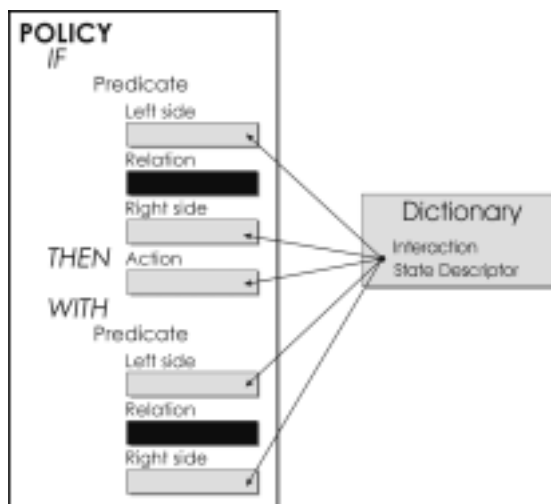 POLICY
IF
Predicate
Left side
Relation
Right side
THEN Action
WITH
Predicate
Left side
Relation
Right side
Dictionary
Interaction
State Descriptor